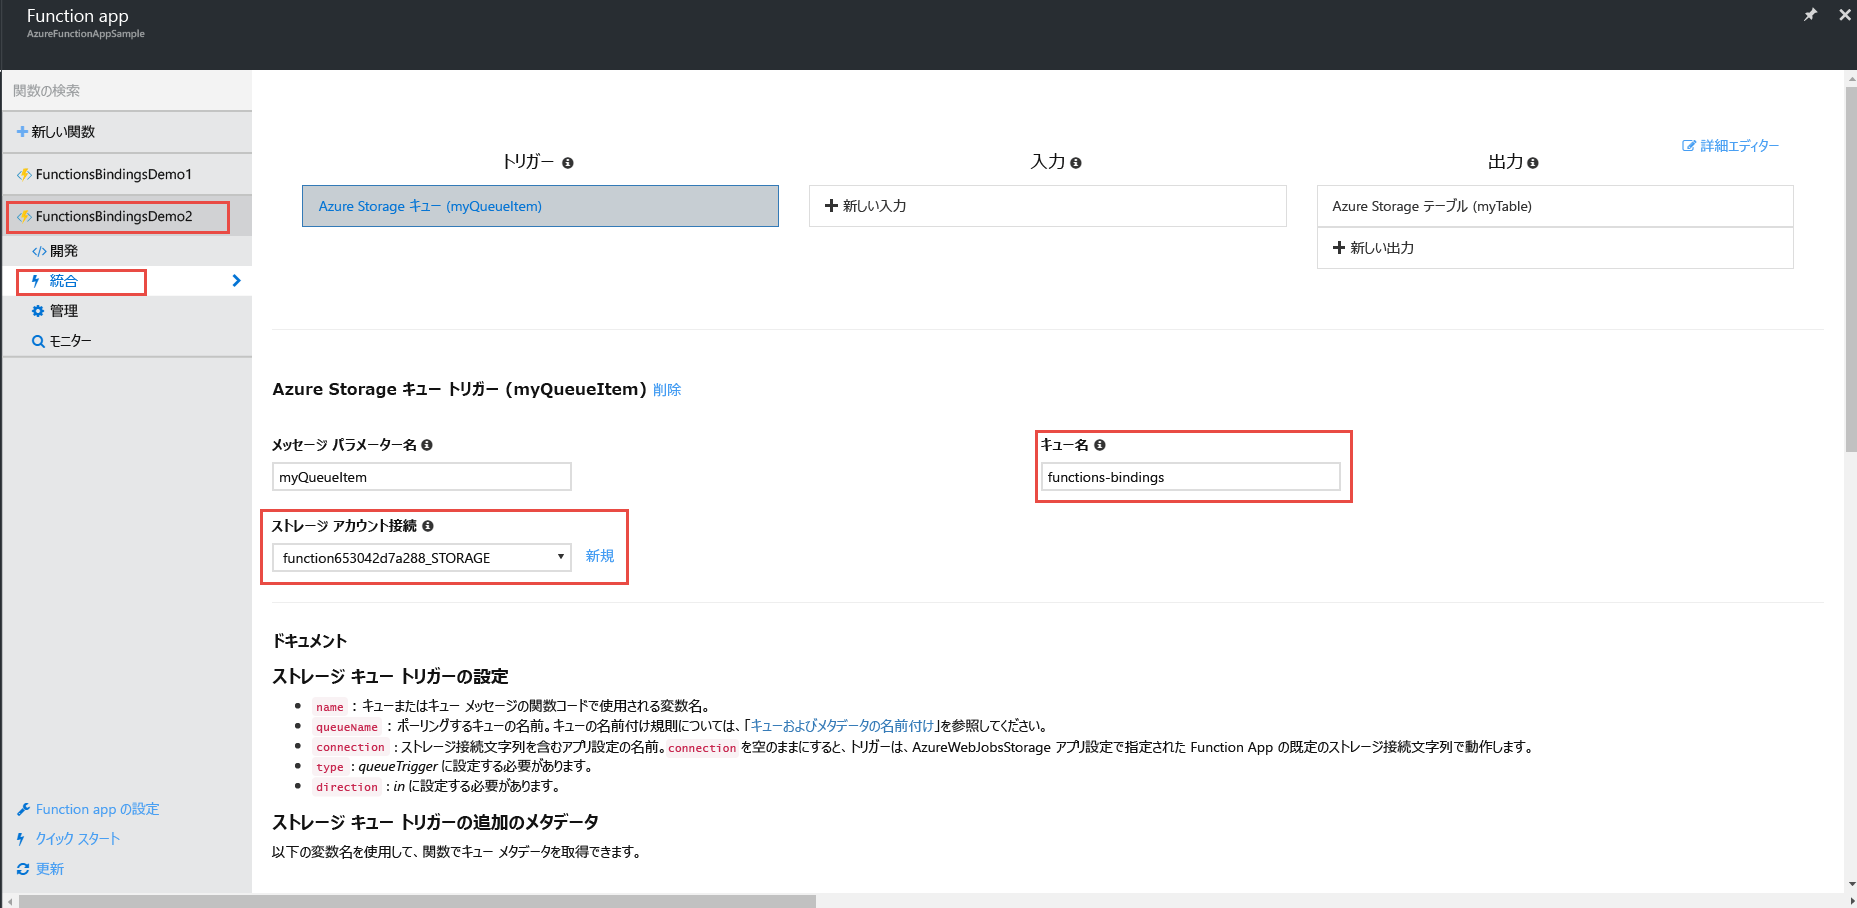 Function app
AzureFunctionAppSample
関数の検索
新しい関数
FunctionsBindingsDemo1
FunctionsBindingsDemo2
開発
統合
管理
モニター
Function app の設定
クイック スタート
更新
詳細エディター
トリガー
入力
出力
Azure Storage キュー (myQueueItem)
新しい入力
Azure Storage テーブル (myTable)
新しい出力
Azure Storage キュー トリガー (myQueueItem) 削除
メッセージ パラメーター名
キュー名
myQueueItem
functions-bindings
ストレージ アカウント接続
function653042d7a288_STORAGE
新規
ドキュメント
ストレージ キュー トリガーの設定
name : キューまたはキュー メッセージの関数コードで使用される変数名。
queueName : ポーリングするキューの名前。キューの名前付け規則については、「キューおよびメタデータの名前付け」を参照してください。
connection : ストレージ接続文字列を含むアプリ設定の名前。connection を空のままにすると、トリガーは、AzureWebJobsStorage アプリ設定で指定された Function App の既定のストレージ接続文字列で動作します。
type : queueTrigger に設定する必要があります。
direction : in に設定する必要があります。
ストレージ キュー トリガーの追加のメタデータ
以下の変数名を使用して、関数でキュー メタデータを取得できます。